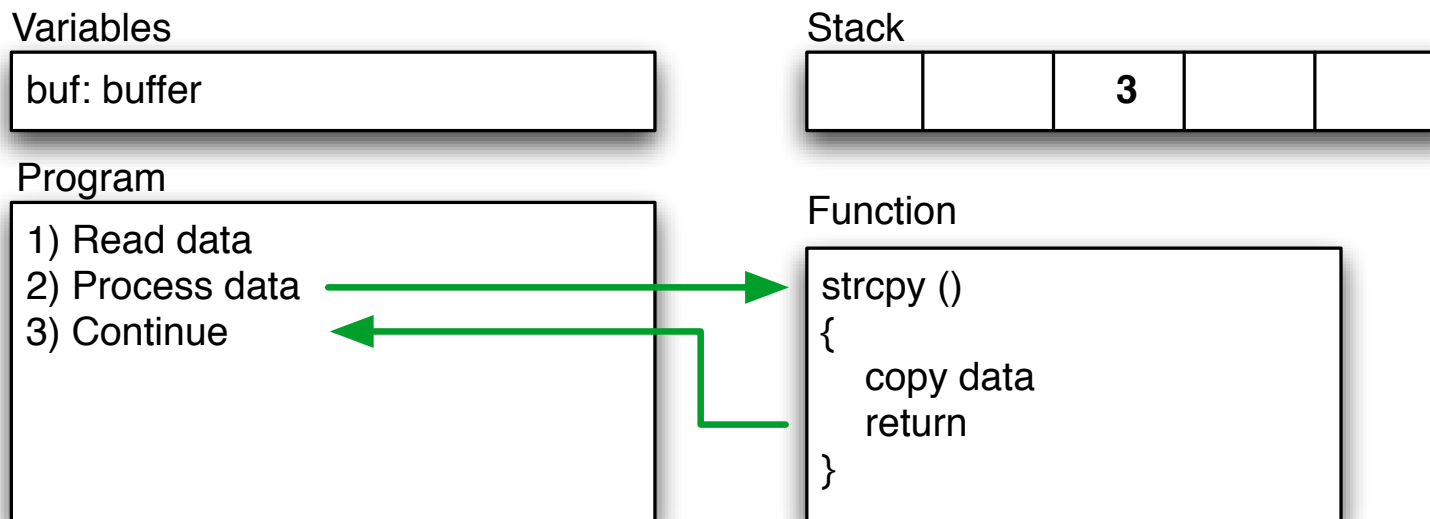 Variables
buf: buffer
Stack
3
Program
1) Read data
2) Process data
3) Continue
Function
strcpy ()
{
copy data
return
}